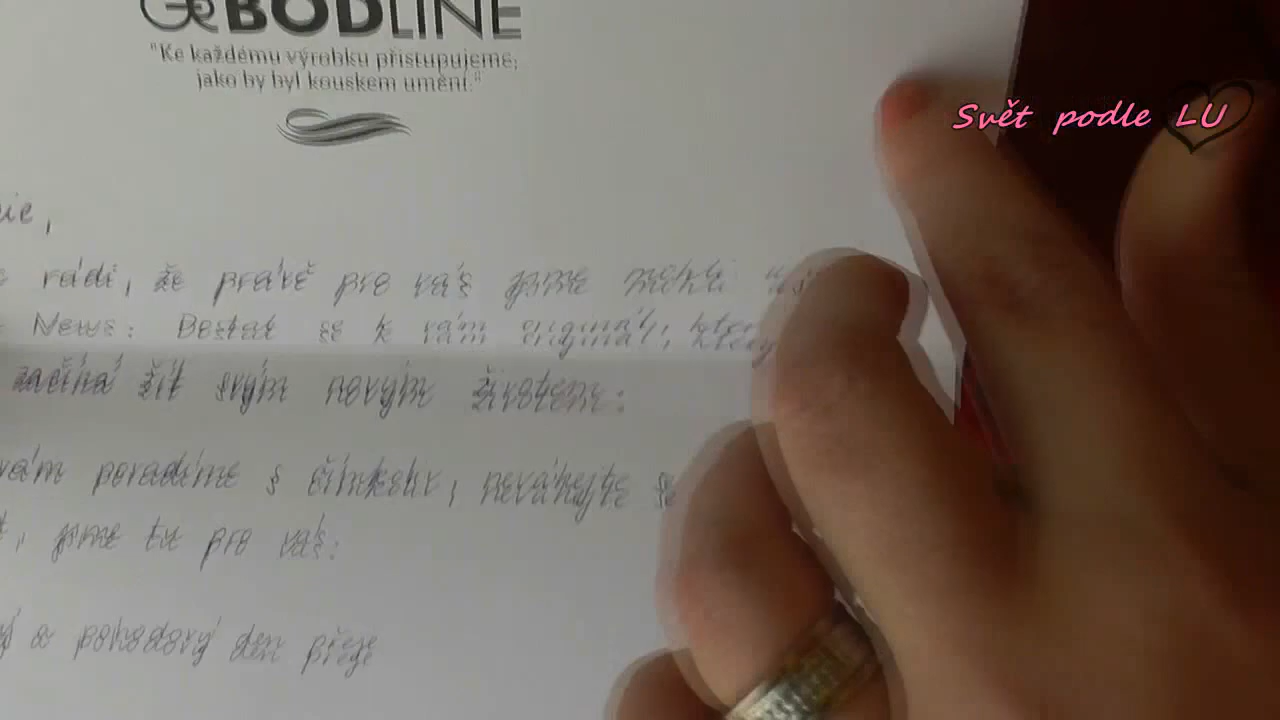 BODLINE
"Ke každému výrobku přistupujeme,
jako by byl kouskem umění."
Svět podle LU
rádi, že právě pro vás jsme mohli
News. Dostat se k vám originál, který
začíná žít svým novým životem.
vám poradíme s čímkoliv, neváhejte se
, jsme tu pro vás.
a pohodový den přeje